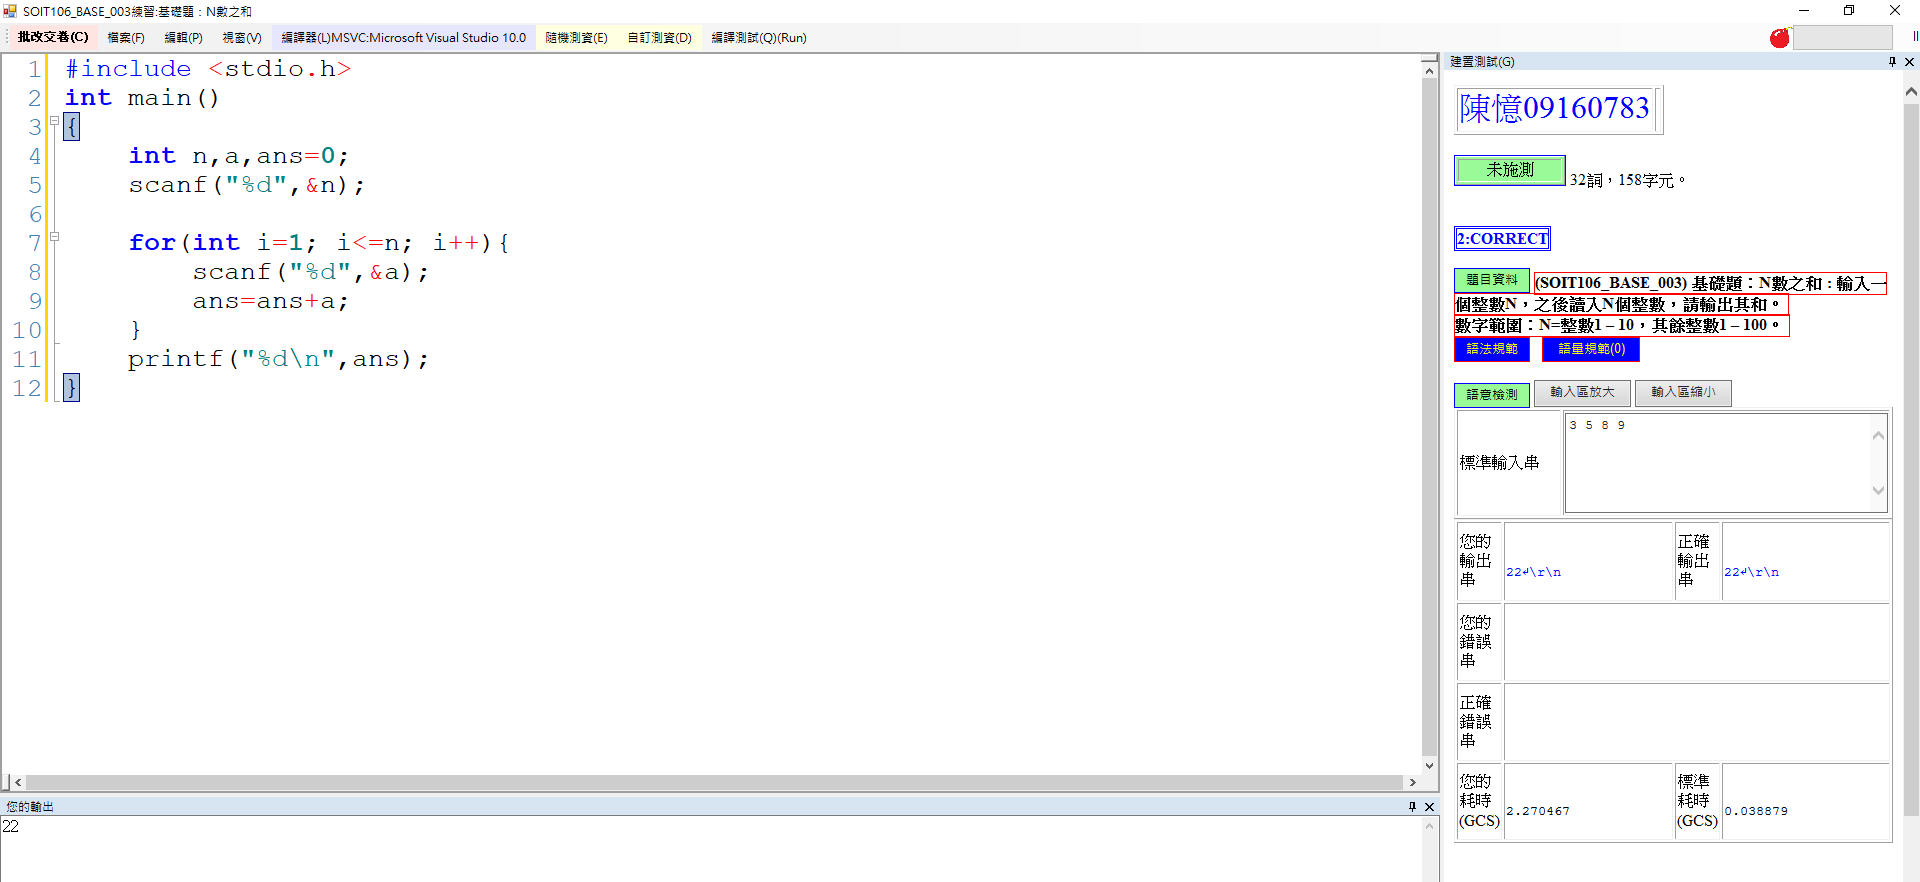 SOIT106_BASE_003練習:基礎題：N數之和
批改交卷(C) 檔案(F) 編輯(P) 視窗(V) 編譯器(L)MSVC:Microsoft Visual Studio 10.0 隨機測資(E) 自訂測資(D) 編譯測試(Q)(Run)
1 #include <stdio.h>
2 int main()
3 {
4 int n,a,ans=0;
5 scanf("%d",&n);
6
7 for(int i=1; i<=n; i++){
8 scanf("%d",&a);
9 ans=ans+a;
10 }
11 printf("%d\n",ans);
12 }
您的輸出
22
建置測試(G)
陳憶09160783
未施測 32詞，158字元。
2:CORRECT
題目資料 (SOIT106_BASE_003) 基礎題：N數之和：輸入一
個整數N，之後讀入N個整數，請輸出其和。
數字範圍：N=整數1 – 10，其餘整數1 – 100。
語法規範 語量規範(0)
語意檢測 輸入區放大 輸入區縮小
標準輸入串 3 5 8 9
您的
輸出
串
22↲\r\n
正確
輸出
串
22↲\r\n
您的
錯誤
串
正確
錯誤
串
您的
耗時
(GCS)
2.270467
標準
耗時
(GCS)
0.038879